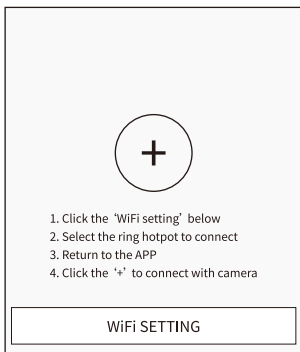 +
1. Click the ‘WiFi setting’ below
2. Select the ring hotpot to connect
3. Return to the APP
4. Click the ‘+’ to connect with camera
WiFi SETTING